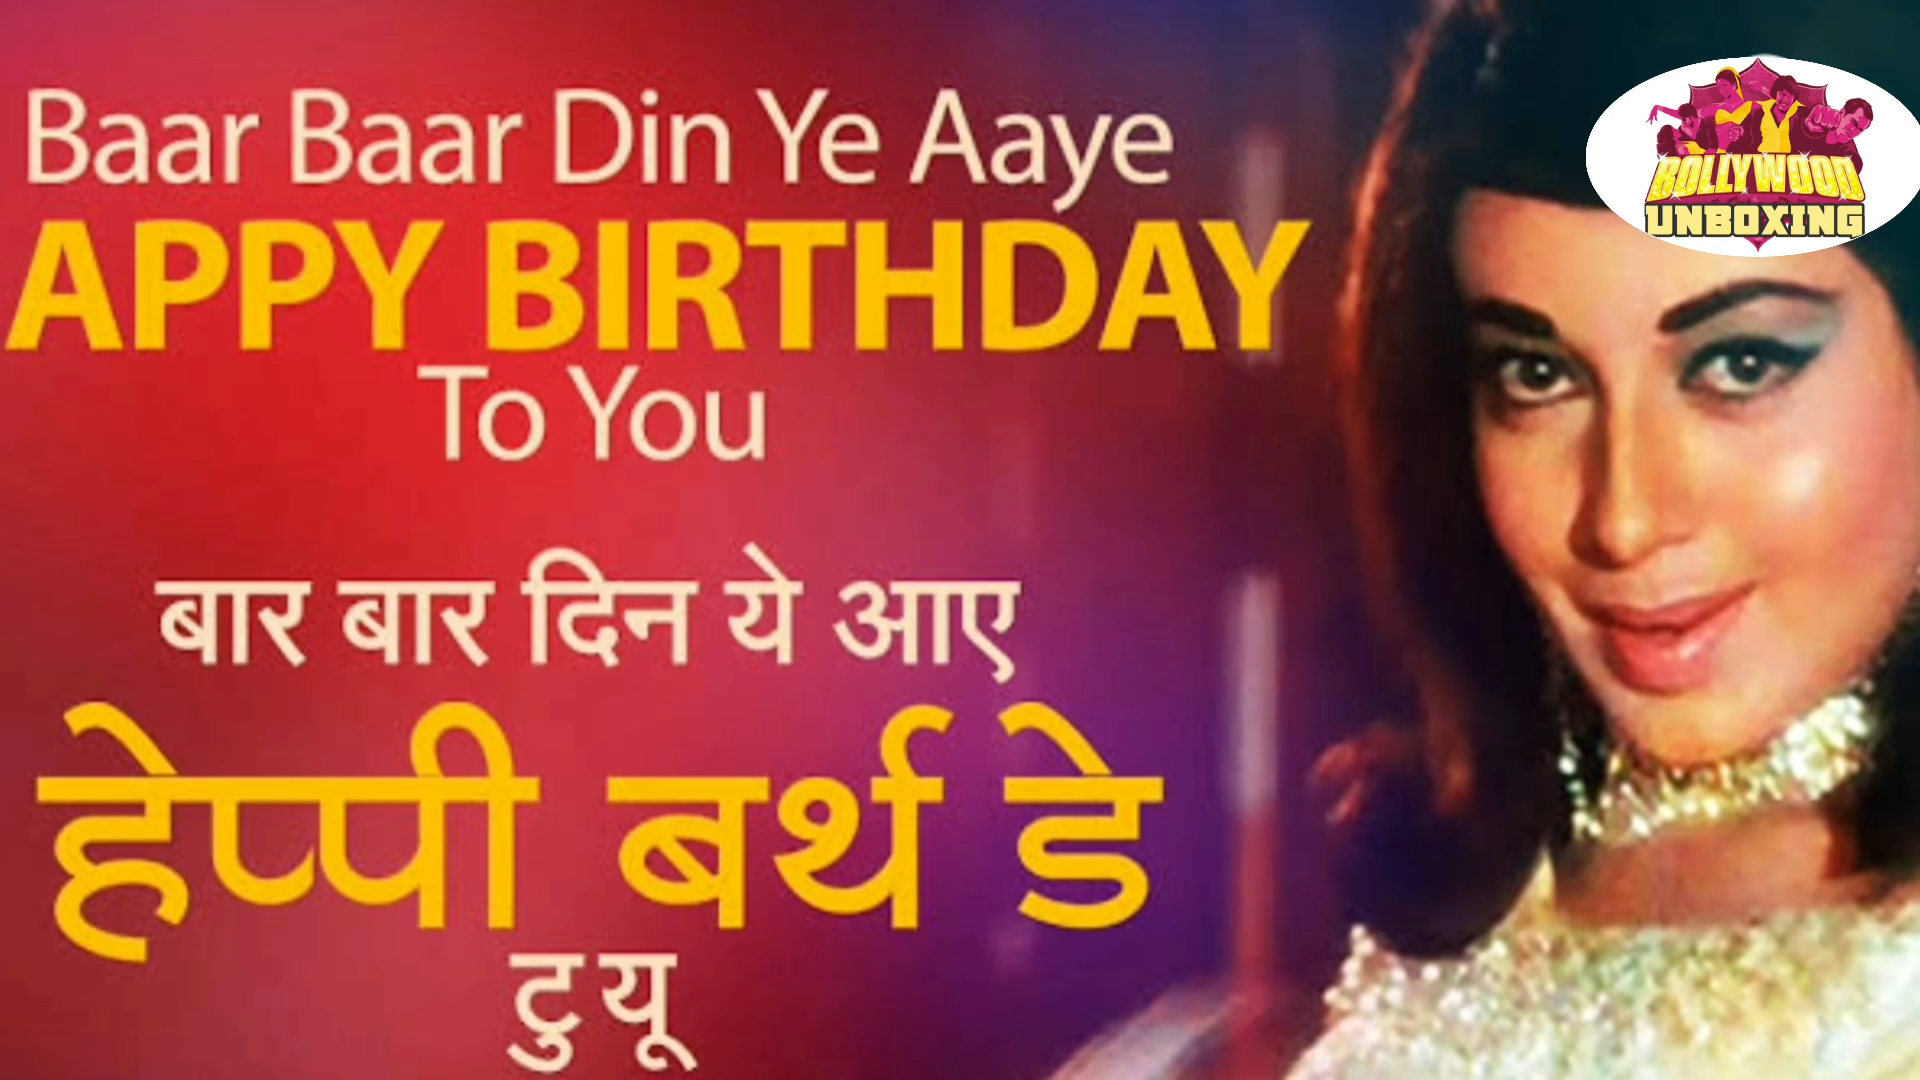 Baar Baar Din Ye Aaye
APPY BIRTHDAY
To You
बार बार दिन ये आए
हेप्पी बर्थ डे
टु यू
BOLLYWOOD
UNBOXING